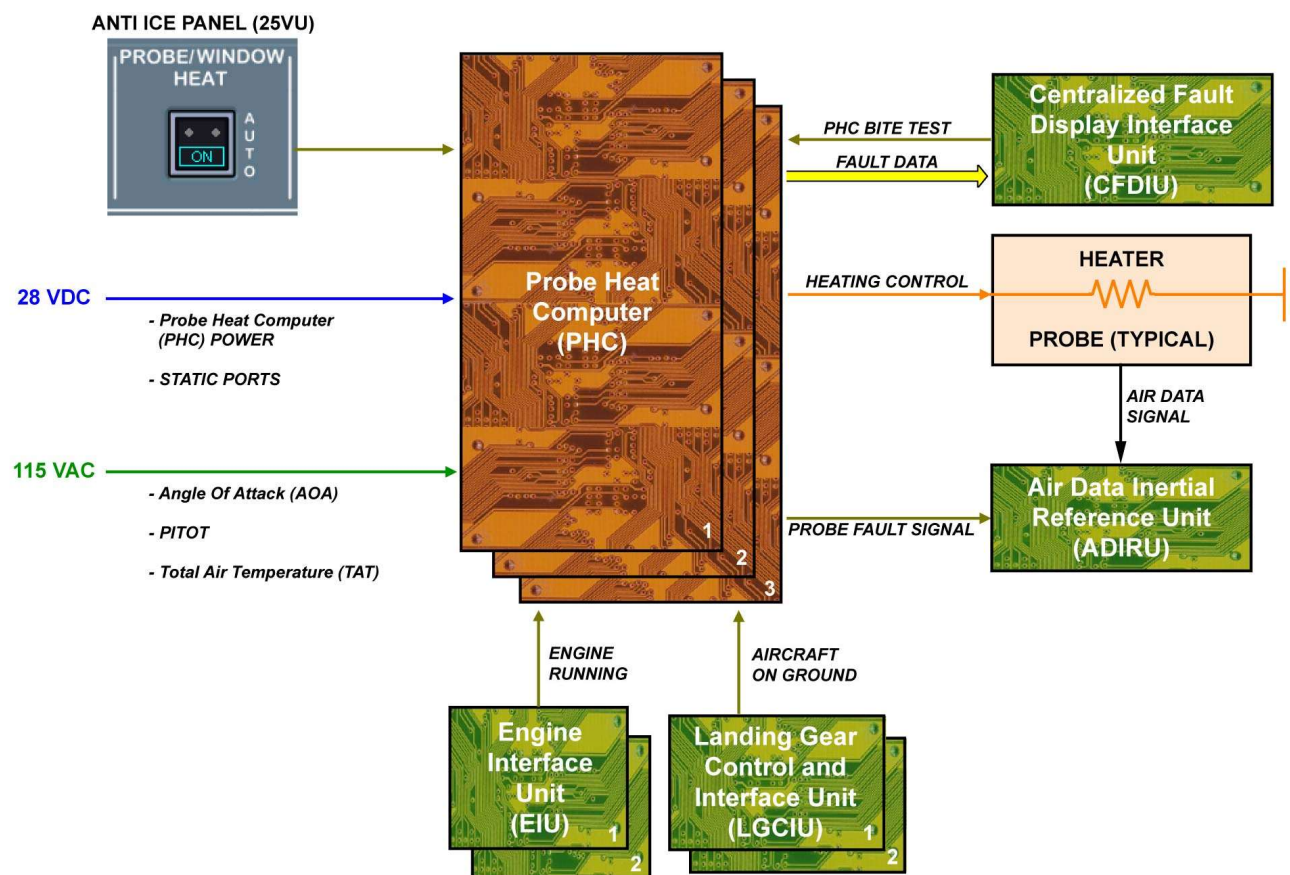 ANTI ICE PANEL (25VU)
PROBE/WINDOW
HEAT
A
U
T
O
ON
28 VDC
- Probe Heat Computer
(PHC) POWER
- STATIC PORTS
115 VAC
- Angle Of Attack (AOA)
- PITOT
- Total Air Temperature (TAT)
Probe Heat
Computer
(PHC)
1
2
3
PHC BITE TEST
FAULT DATA
Centralized Fault
Display Interface
Unit
(CFDIU)
HEATING CONTROL
HEATER
PROBE (TYPICAL)
AIR DATA
SIGNAL
PROBE FAULT SIGNAL
Air Data Inertial
Reference Unit
(ADIRU)
ENGINE
RUNNING
AIRCRAFT
ON GROUND
Engine
Interface
Unit
(EIU)
1
2
Landing Gear
Control and
Interface Unit
(LGCIU)
1
2